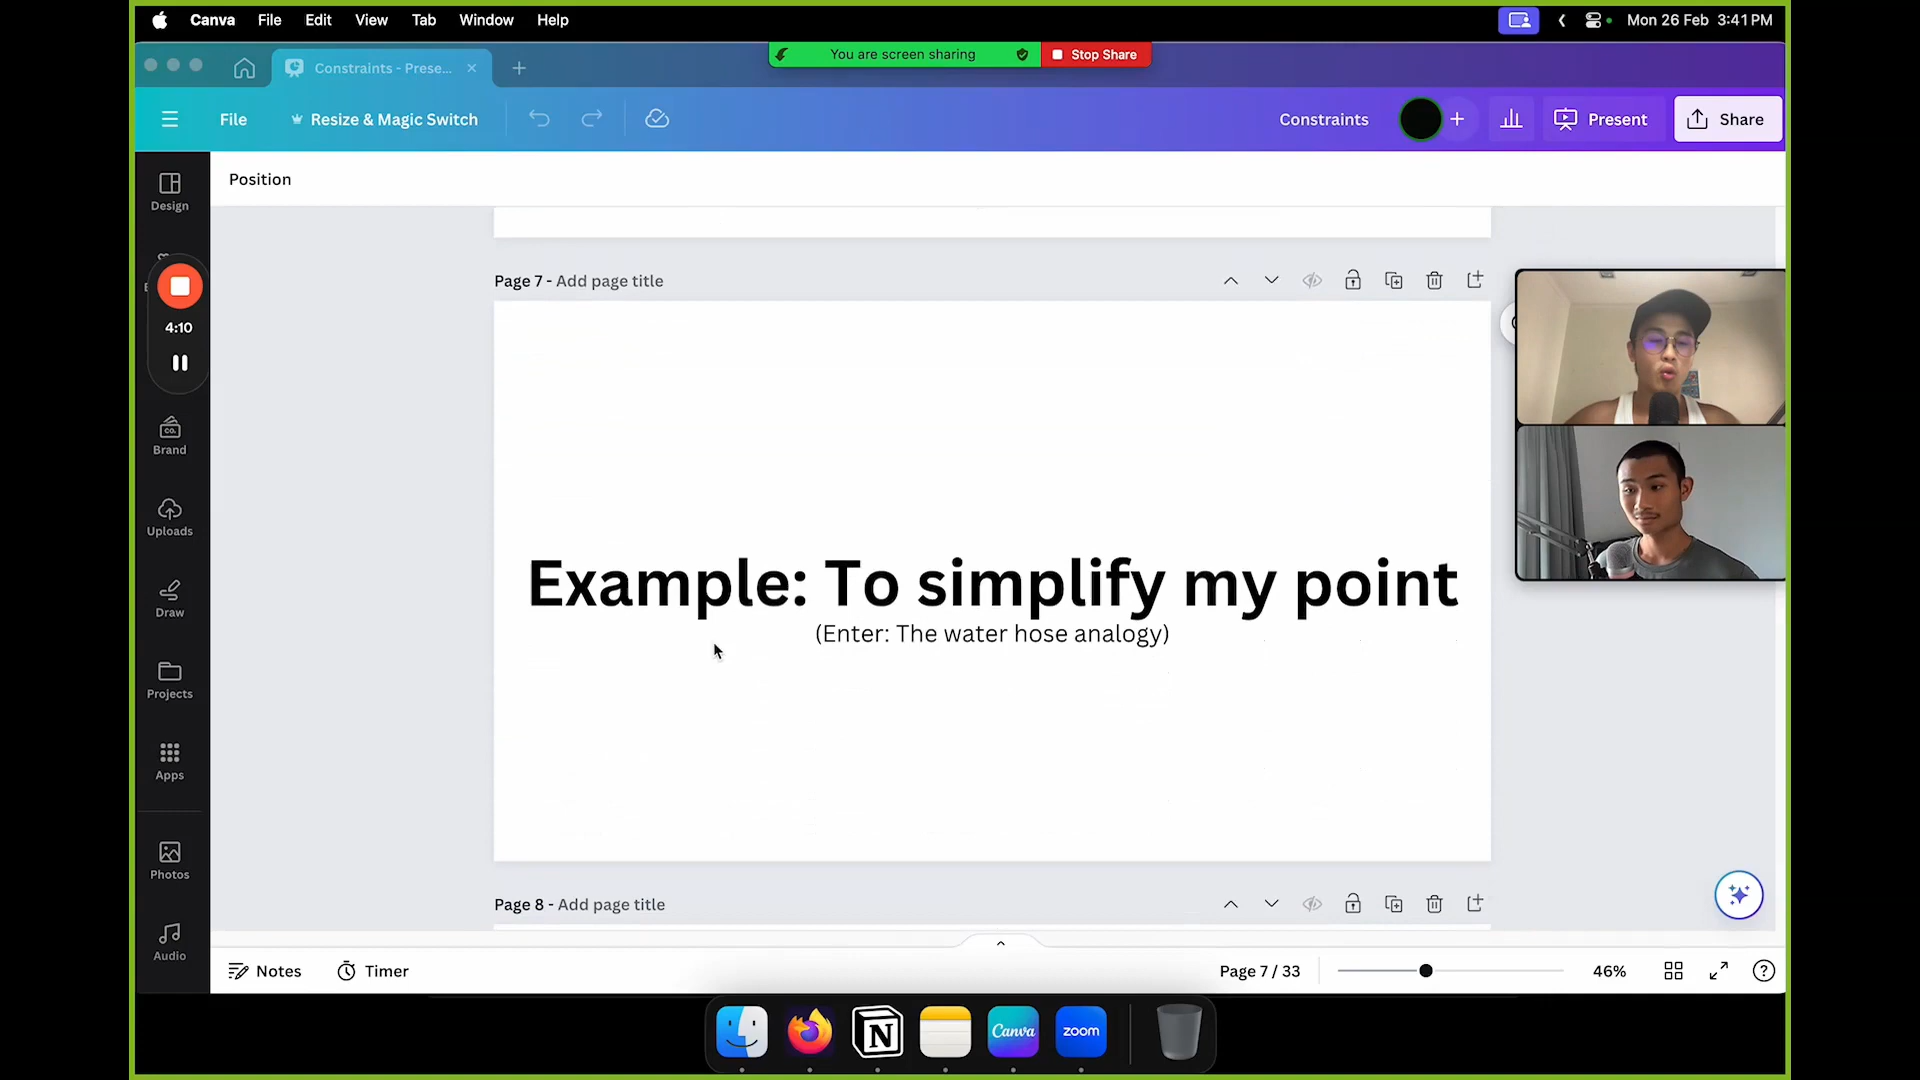 Canva File Edit View Tab Window Help
Mon 26 Feb 3:41 PM
Constraints - Prese...
You are screen sharing
Stop Share
File
Resize & Magic Switch
Constraints
Present
Share
Position
Design
4:10
Brand
Uploads
Draw
Projects
Apps
Photos
Audio
Page 7 - Add page title
Example: To simplify my point
(Enter: The water hose analogy)
Page 8 - Add page title
Notes
Timer
Page 7 / 33
46%
CO.
N
Canva
zoom